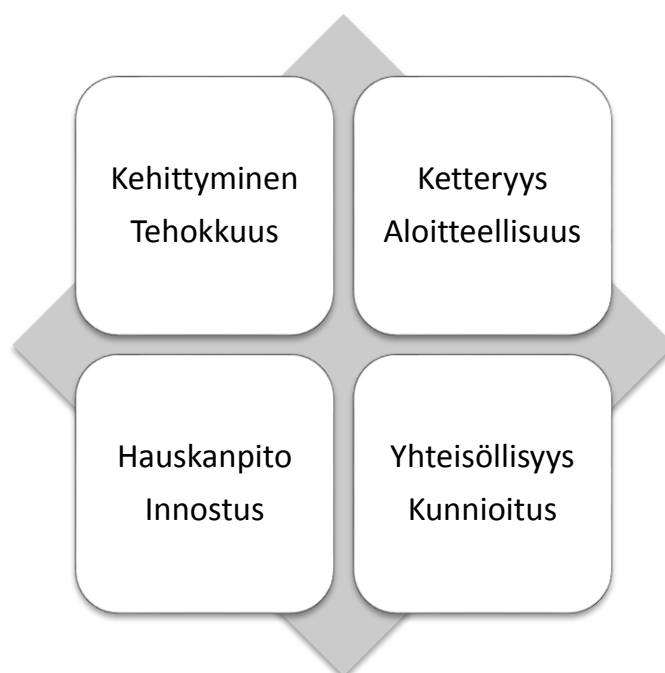 Kehittyminen
Tehokkuus
Ketteryys
Aloitteellisuus
Hauskanpito
Innostus
Yhteisöllisyys
Kunnioitus